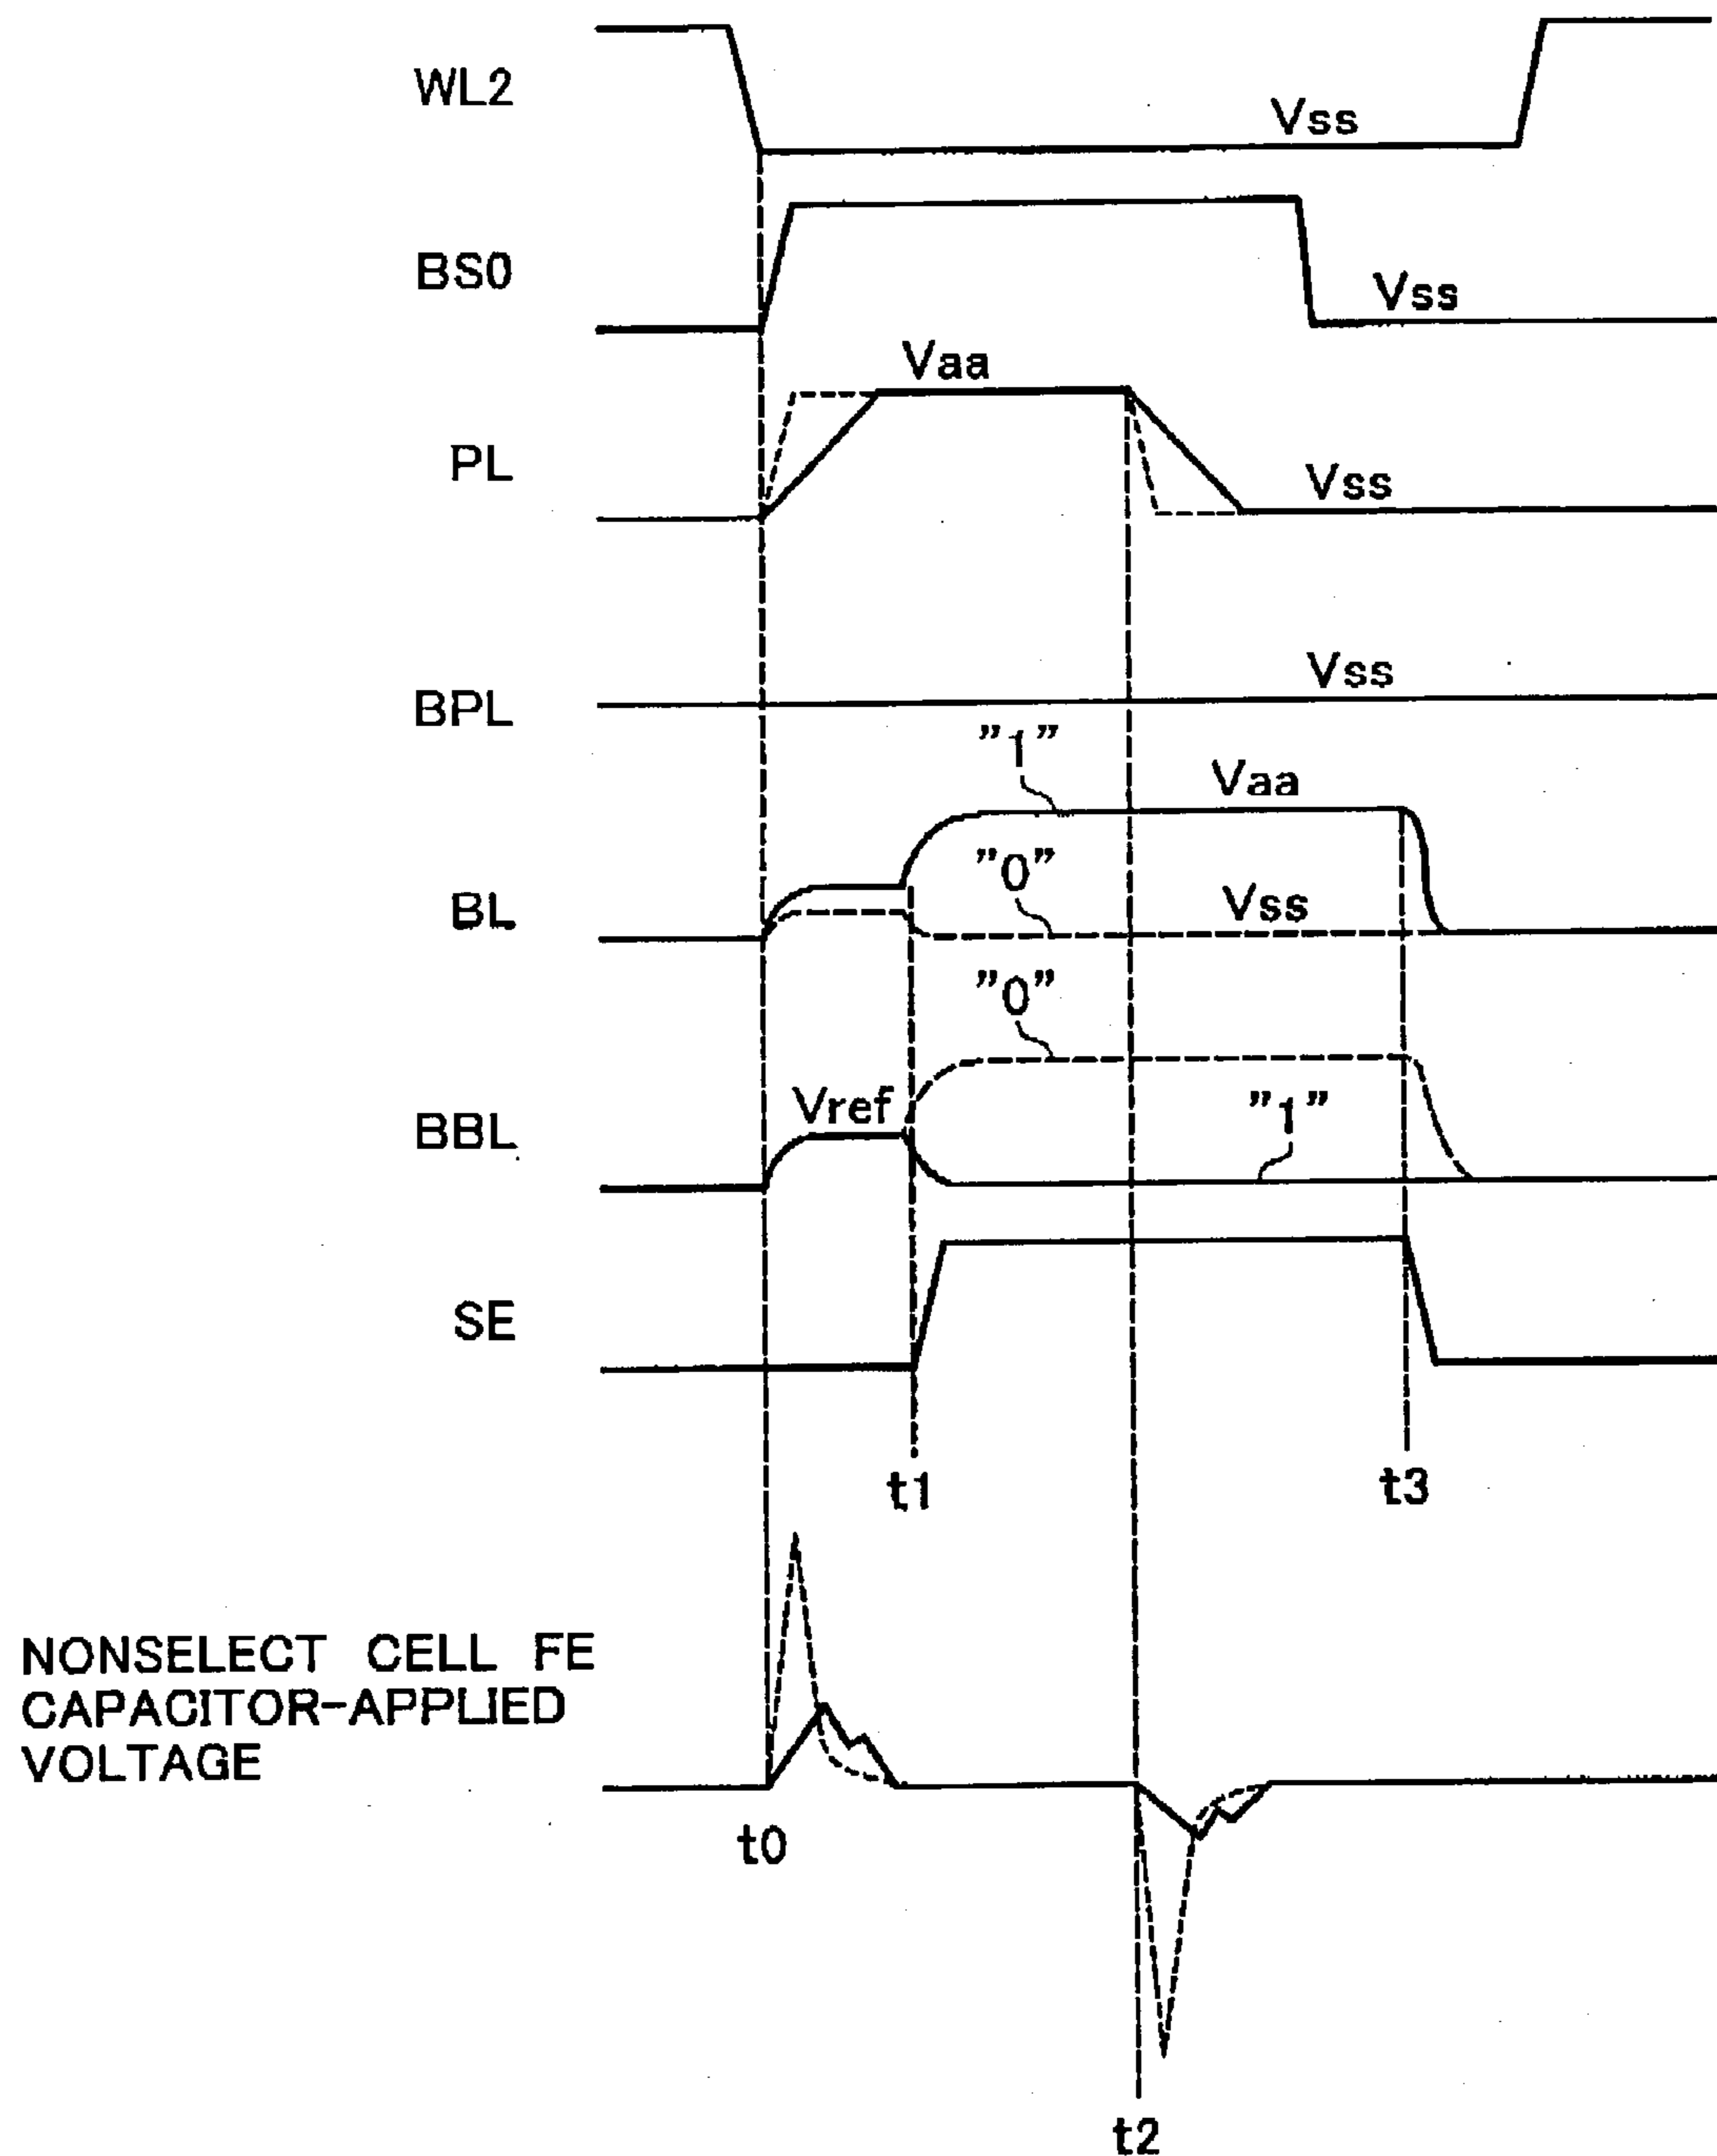 WL2
Vss
BS0
Vss
Vaa
PL
Vss
Vss
BPL
"1"
Vaa
"0"
BL
Vss
"0"
Vref
"1"
BBL
SE
t1
t3
NONSELECT CELL FE
CAPACITOR-APPLIED
VOLTAGE
t0
t2